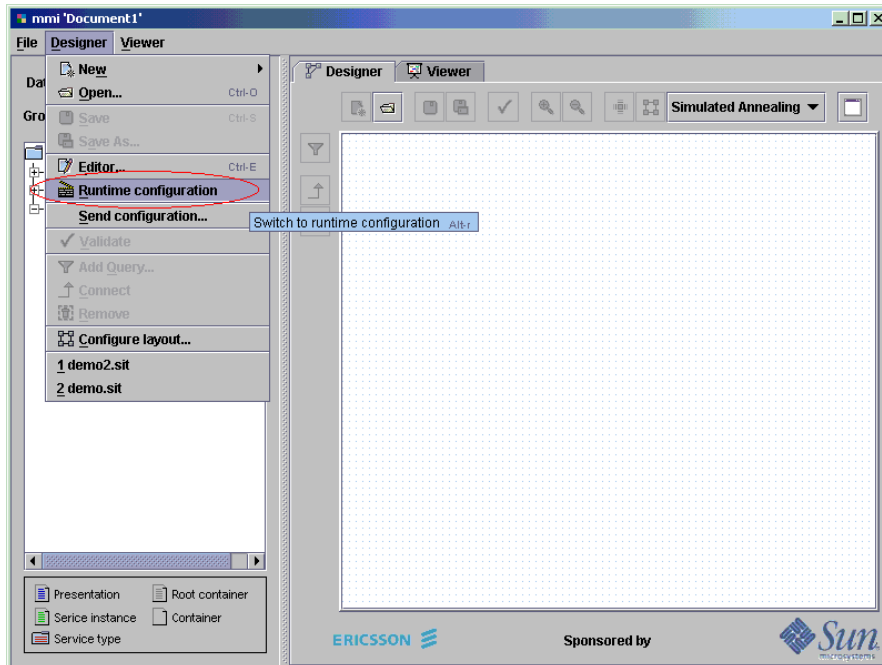 mmi 'Document1'
File Designer Viewer
New
Open... Ctrl-O
Save Ctrl-S
Save As...
Editor... Ctrl-E
Runtime configuration
Send configuration...
Validate
Add Query...
Connect
Remove
Configure layout...
1 demo2.sit
2 demo.sit
Dat
Gro
Switch to runtime configuration Alt-r
Designer Viewer
Simulated Annealing
Presentation Root container
Serice instance Container
Service type
ERICSSON Sponsored by Sun
microsystems